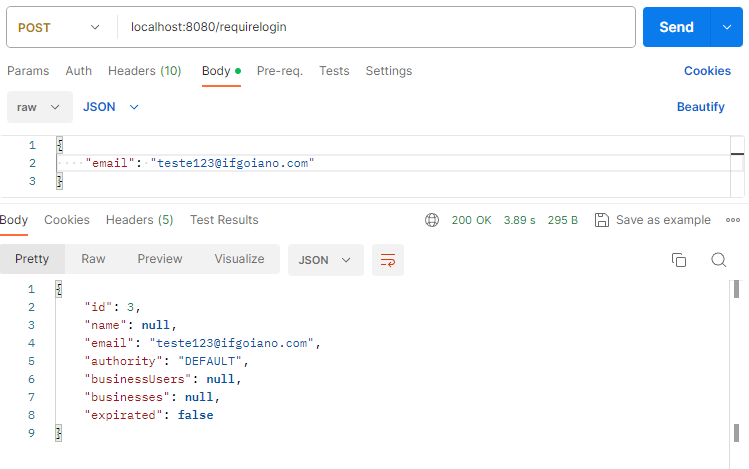 POST localhost:8080/requirelogin Send
Params Auth Headers (10) Body Pre-req. Tests Settings Cookies
raw JSON Beautify
1 {
2 "email": "teste123@ifgoiano.com"
3 }
Body Cookies Headers (5) Test Results 200 OK 3.89 s 295 B Save as example
Pretty Raw Preview Visualize JSON
1 {
2 "id": 3,
3 "name": null,
4 "email": "teste123@ifgoiano.com",
5 "authority": "DEFAULT",
6 "businessUsers": null,
7 "businesses": null,
8 "expirated": false
9 }